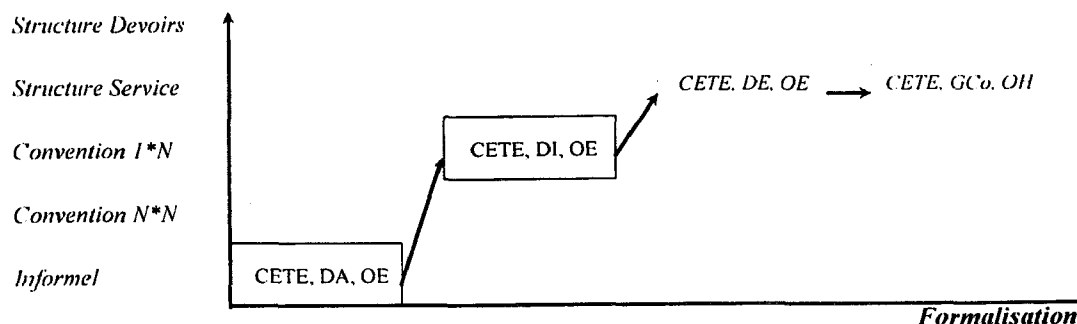 Structure Devoirs
Structure Service
CETE, DE, OE
CETE, GCo, OH
Convention 1*N
CETE, DI, OE
Convention N*N
Informel
CETE, DA, OE
Formalisation